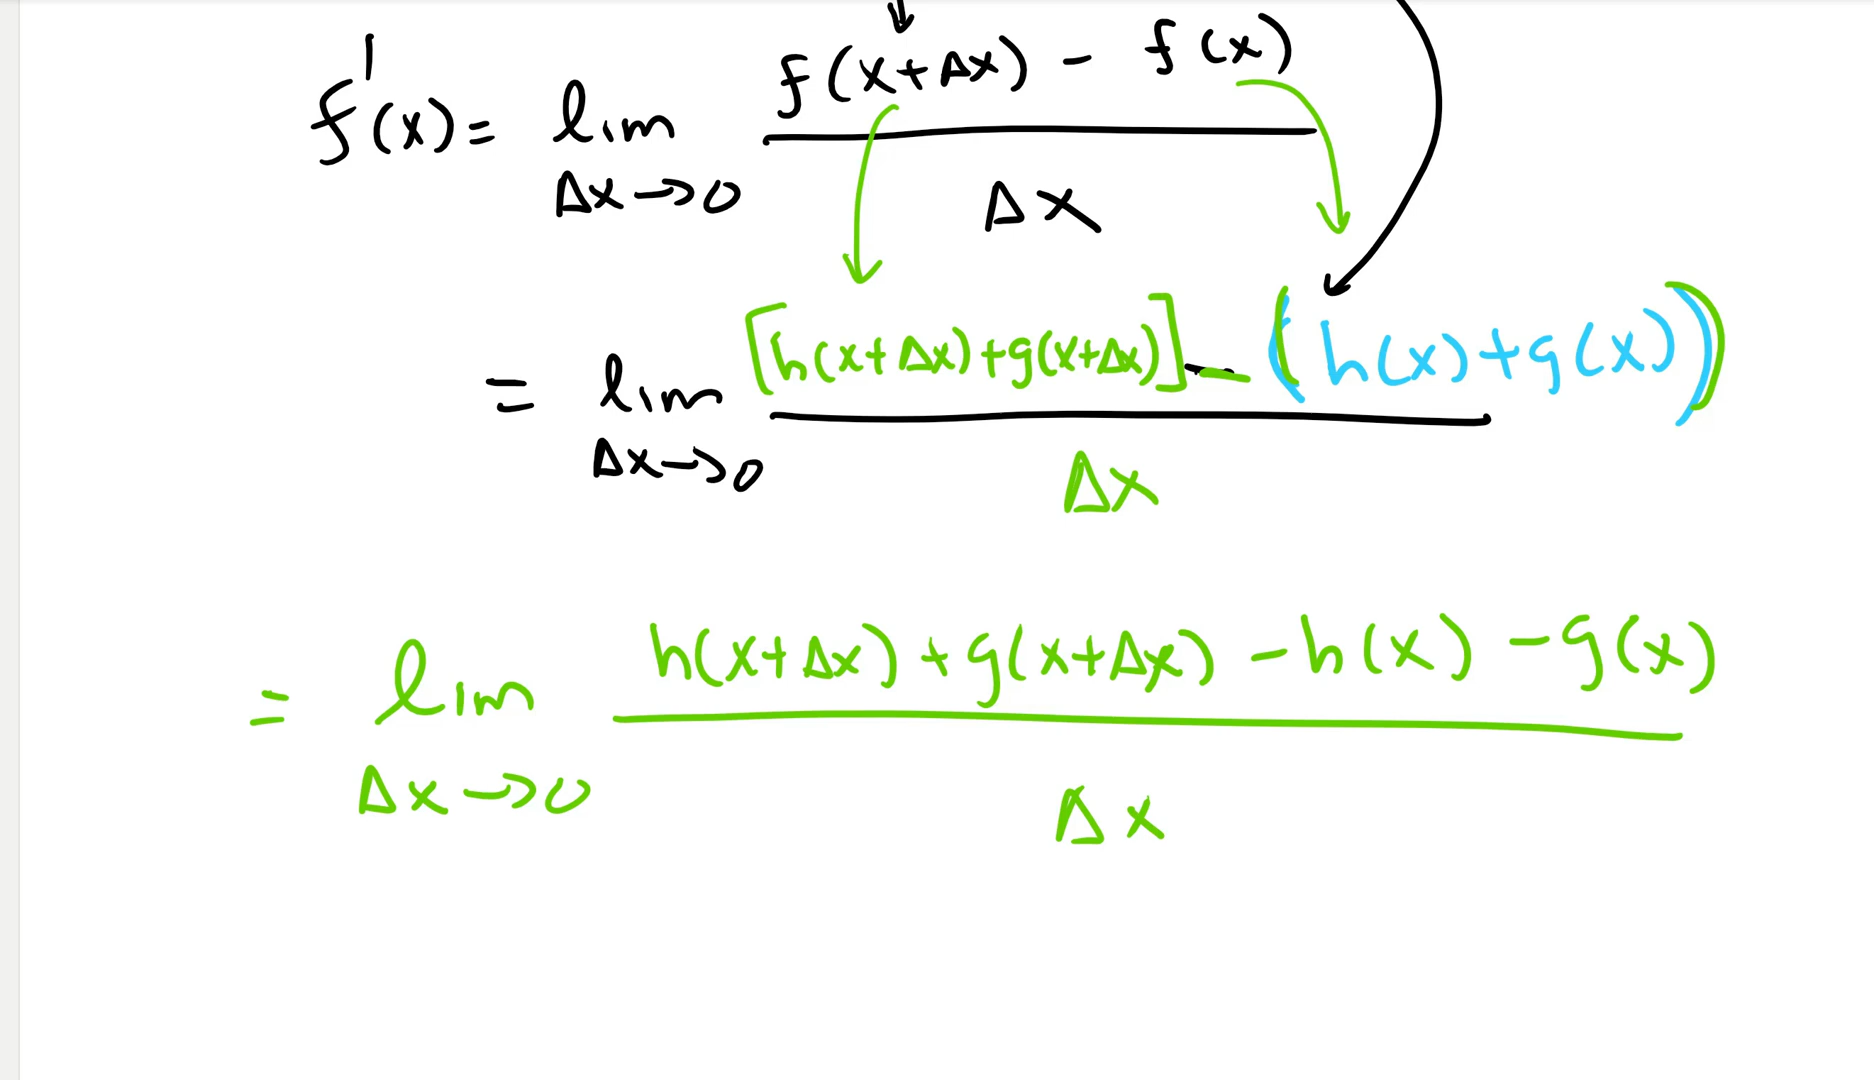 f'(x) = lim Δx→0 f(x+Δx) - f(x) / Δx
= lim Δx→0 [h(x+Δx)+g(x+Δx)] - (h(x)+g(x)) / Δx
= lim Δx→0 h(x+Δx) + g(x+Δx) - h(x) - g(x) / Δx